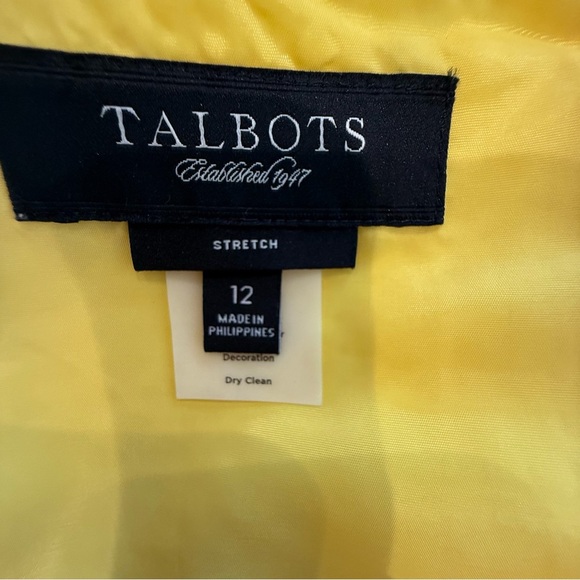 TALBOTS
Established 1947
STRETCH
12
MADE IN
PHILIPPINES
Decoration
Dry Clean